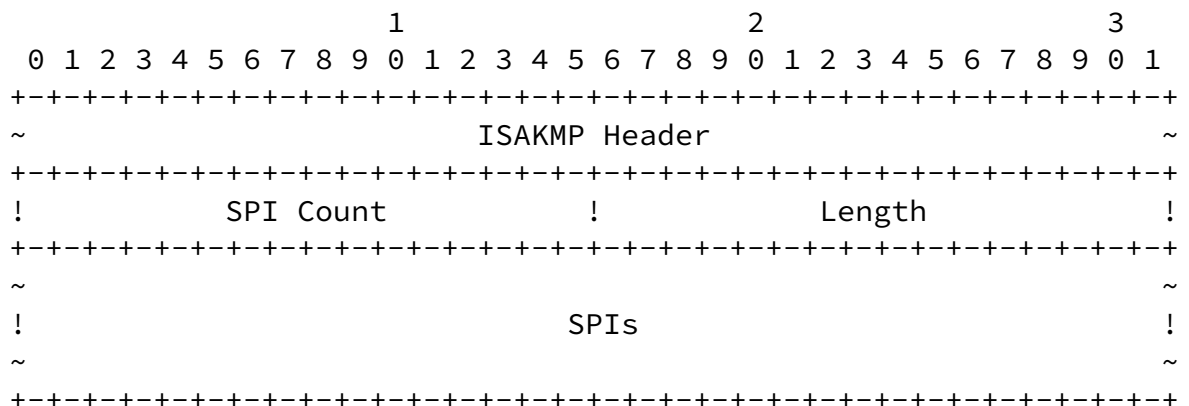 1                   2                   3
 0 1 2 3 4 5 6 7 8 9 0 1 2 3 4 5 6 7 8 9 0 1 2 3 4 5 6 7 8 9 0 1
+-+-+-+-+-+-+-+-+-+-+-+-+-+-+-+-+-+-+-+-+-+-+-+-+-+-+-+-+-+-+-+-+
~                         ISAKMP Header                         ~
+-+-+-+-+-+-+-+-+-+-+-+-+-+-+-+-+-+-+-+-+-+-+-+-+-+-+-+-+-+-+-+-+
!           SPI Count           !            Length             !
+-+-+-+-+-+-+-+-+-+-+-+-+-+-+-+-+-+-+-+-+-+-+-+-+-+-+-+-+-+-+-+-+
~                                                               ~
!                              SPIs                             !
~                                                               ~
+-+-+-+-+-+-+-+-+-+-+-+-+-+-+-+-+-+-+-+-+-+-+-+-+-+-+-+-+-+-+-+-+